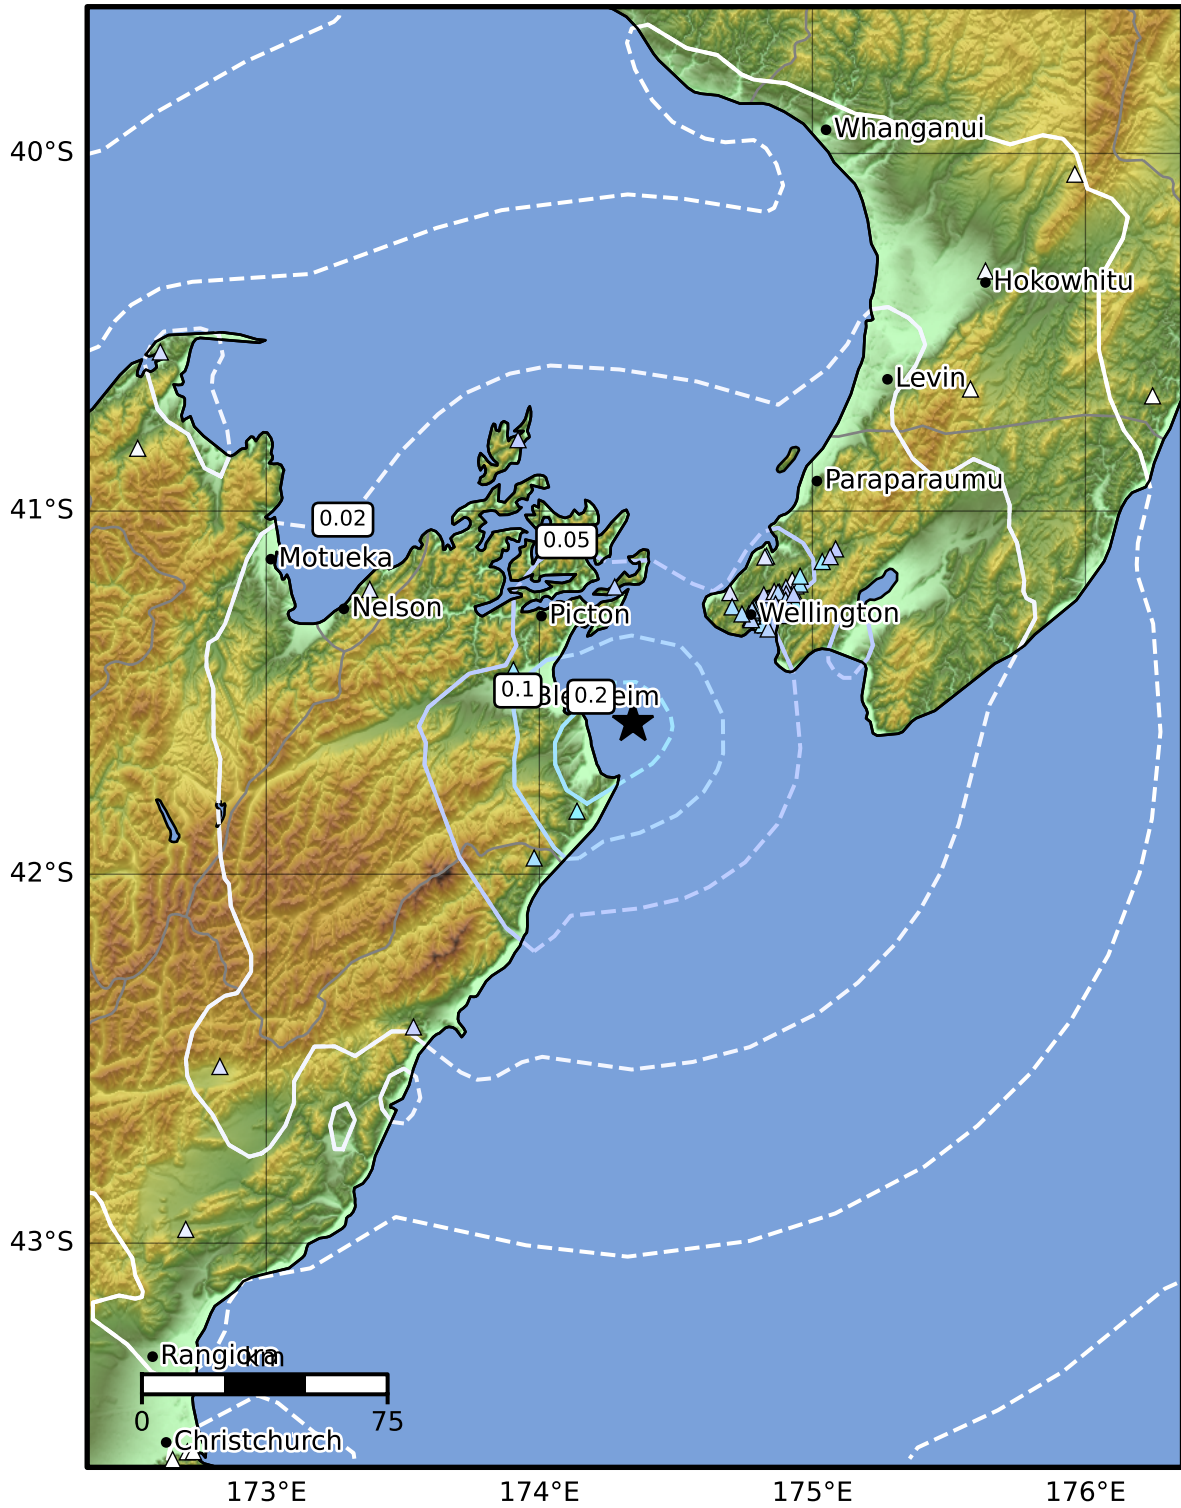 40°S
Whanganui
Hokowhitu
Levin
Paraparaumu
41°S
0.02
0.05
Motueka
Nelson
Picton
Wellington
0.1
0.2
42°S
43°S
Rangiora
km
0
75
Christchurch
173°E
174°E
175°E
176°E